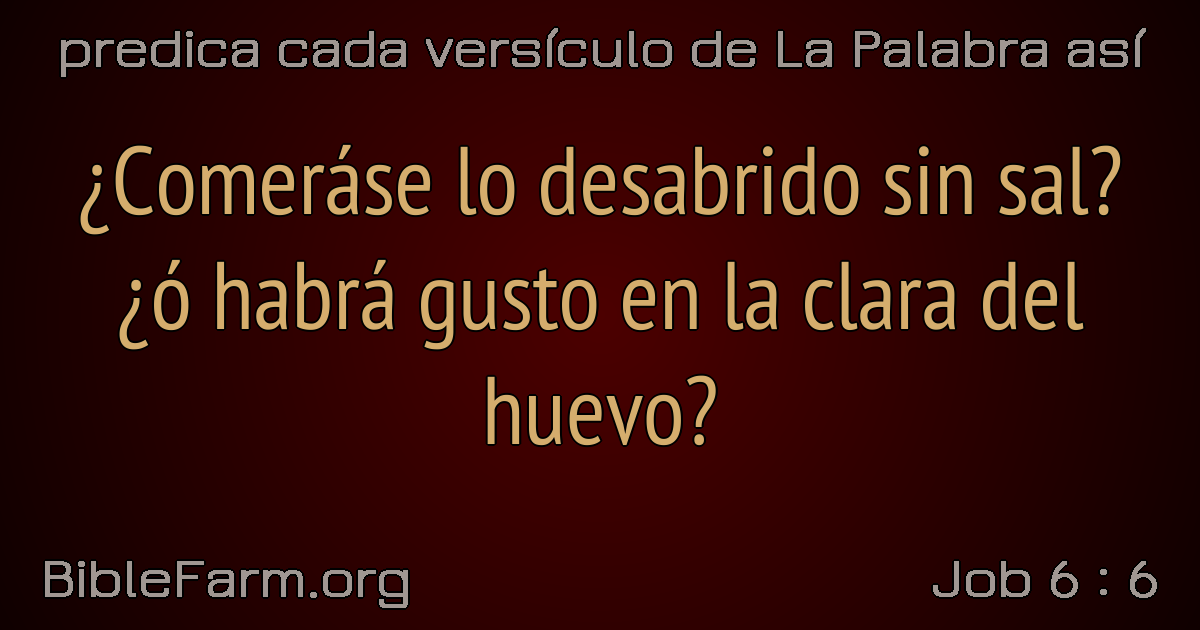 predica cada versículo de La Palabra así
¿Comeráse lo desabrido sin sal?
¿ó habrá gusto en la clara del
huevo?
BibleFarm.org
Job 6 : 6